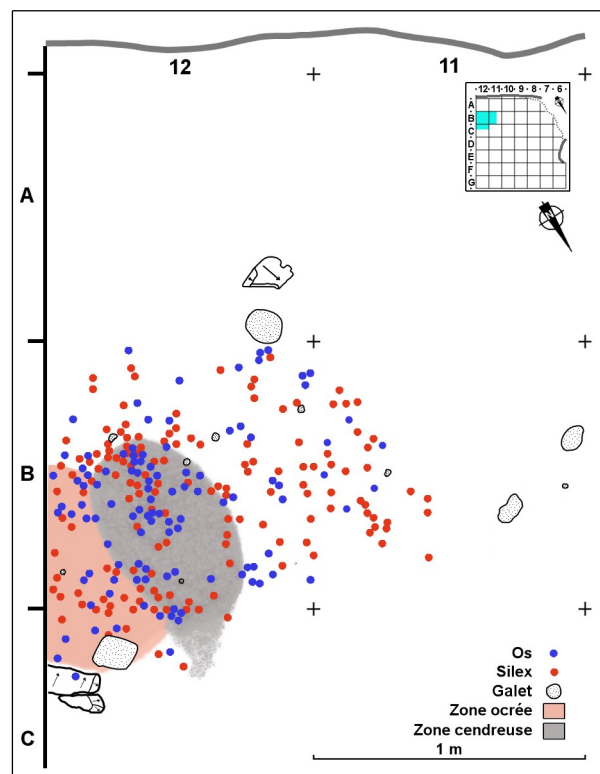 12
11
·12·11·10·9·8·7·6·
A
B
C
D
E
F
G
A
B
C
Os
Silex
Galet
Zone ocrée
Zone cendreuse
1 m